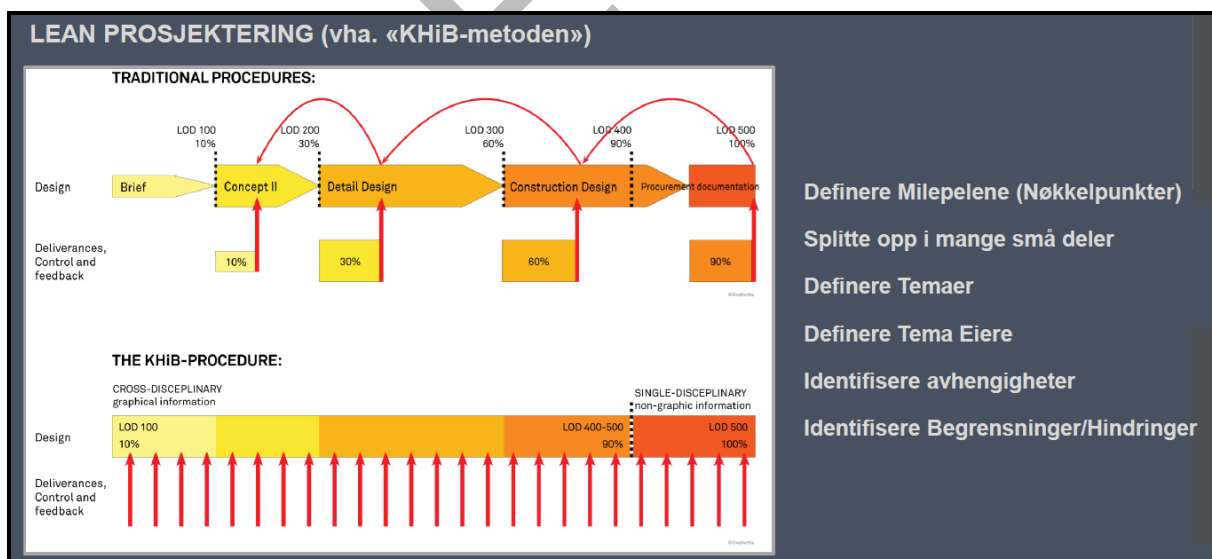 LEAN PROSJEKTERING (vha. «KHiB-metoden»)
TRADITIONAL PROCEDURES:
LOD 100
10%
LOD 200
30%
LOD 300
60%
LOD 400
90%
LOD 500
100%
Design
Brief
Concept II
Detail Design
Construction Design
Procurement documentation
Deliverances,
Control and
feedback
10%
30%
60%
90%
THE KHiB-PROCEDURE:
CROSS-DISCEPLINARY
graphical information
SINGLE-DISCEPLINARY
non-graphic information
Design
LOD 100
10%
LOD 400-500
90%
LOD 500
100%
Deliverances,
Control and
feedback
Definere Milepelene (Nøkkelpunkter)
Splitte opp i mange små deler
Definere Temaer
Definere Tema Eiere
Identifisere avhengigheter
Identifisere Begrensninger/Hindringer